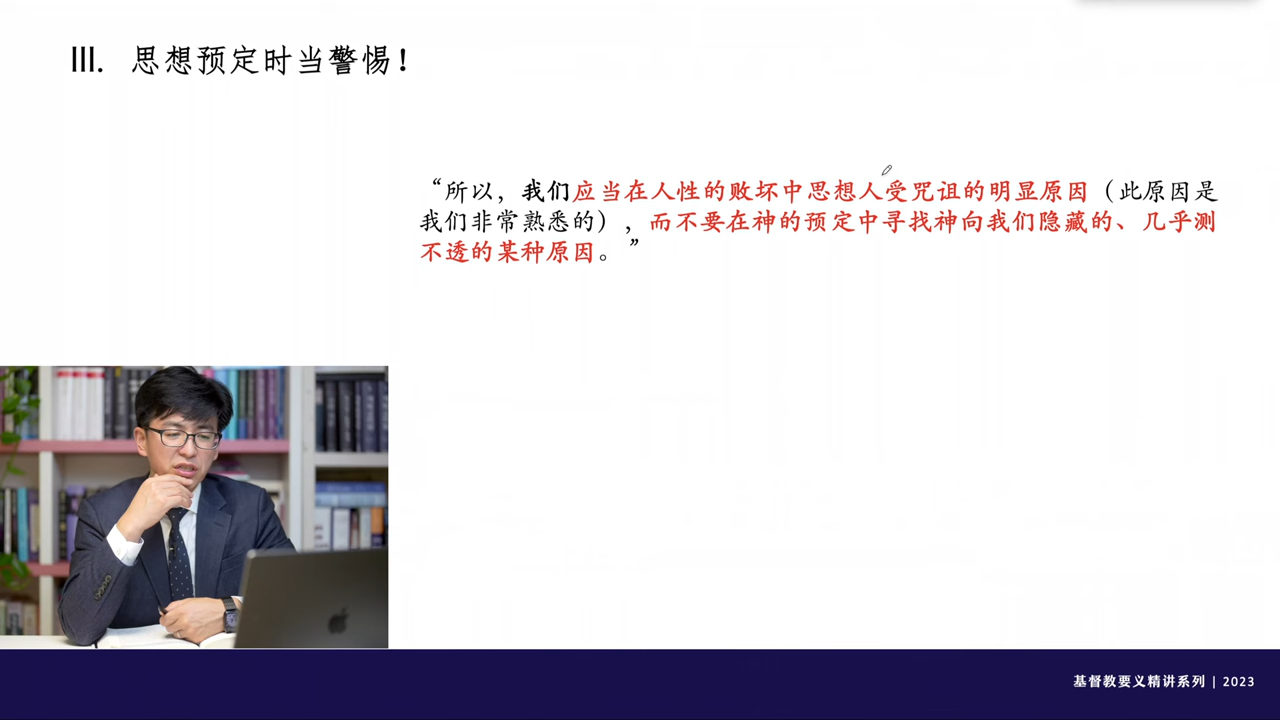 III. 思想预定时当警惕！
“所以，我们应当在人性的败坏中思想人受咒诅的明显原因（此原因是
我们非常熟悉的），而不要在神的预定中寻找神向我们隐藏的、几乎测
不透的某种原因。”
基督教要义精讲系列 | 2023